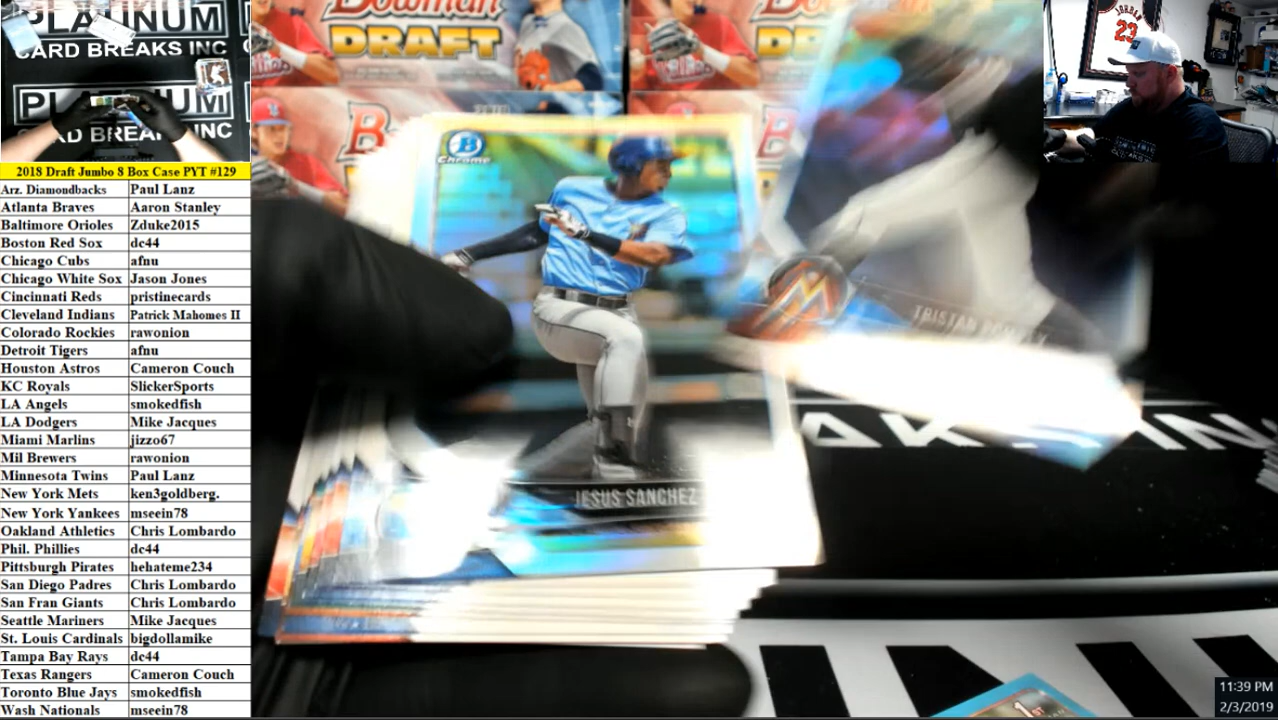 PLATINUM
CARD BREAKS INC
PLATINUM
CARD BREAKS INC
2018 Draft Jumbo 8 Box Case PYT #129
Arz. Diamondbacks Paul Lanz
Atlanta Braves Aaron Stanley
Baltimore Orioles Zduke2015
Boston Red Sox dc44
Chicago Cubs afnu
Chicago White Sox Jason Jones
Cincinnati Reds pristinecards
Cleveland Indians Patrick Mahomes II
Colorado Rockies rawonion
Detroit Tigers afnu
Houston Astros Cameron Couch
KC Royals SlickerSports
LA Angels smokedfish
LA Dodgers Mike Jacques
Miami Marlins jizzo67
Mil Brewers rawonion
Minnesota Twins Paul Lanz
New York Mets ken3goldberg.
New York Yankees mseein78
Oakland Athletics Chris Lombardo
Phil. Phillies dc44
Pittsburgh Pirates hehateme234
San Diego Padres Chris Lombardo
San Fran Giants Chris Lombardo
Seattle Mariners Mike Jacques
St. Louis Cardinals bigdollamike
Tampa Bay Rays dc44
Texas Rangers Cameron Couch
Toronto Blue Jays smokedfish
Wash Nationals mseein78
Bowman
DRAFT
B
Chrome
JESUS SANCHEZ
TRISTAN
JORDAN
23
11:39 PM
2/3/2019